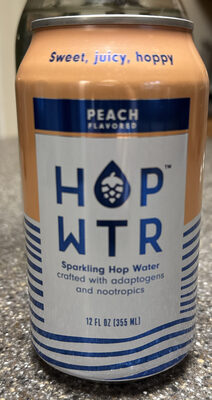 Sweet, juicy, hoppy
PEACH
FLAVORED
HOP™
WTR
Sparkling Hop Water
crafted with adaptogens
and nootropics
12 FL OZ (355 ML)